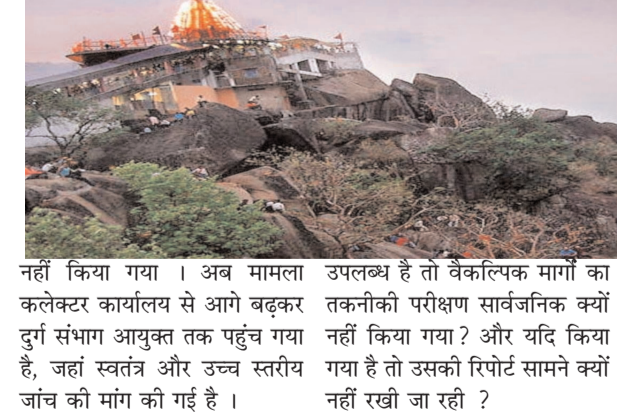 नहीं किया गया । अब मामला
कलेक्टर कार्यालय से आगे बढ़कर
दुर्ग संभाग आयुक्त तक पहुंच गया
है, जहां स्वतंत्र और उच्च स्तरीय
जांच की मांग की गई है ।
उपलब्ध है तो वैकल्पिक मार्गों का
तकनीकी परीक्षण सार्वजनिक क्यों
नहीं किया गया? और यदि किया
गया है तो उसकी रिपोर्ट सामने क्यों
नहीं रखी जा रही ?